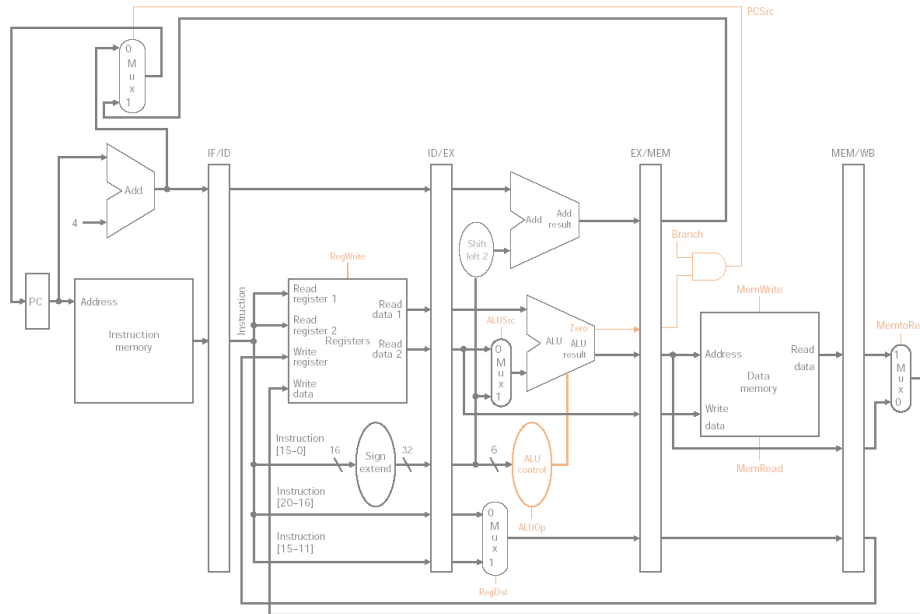 PCSrc
0
M
u
x
1
IF/ID
ID/EX
EX/MEM
MEM/WB
Add
4
Add
Add
result
Shift
left 2
Branch
RegWrite
MemWrite
PC
Address
Instruction
memory
Instruction
Read
register 1
Read
register 2
Write
register
Write
data
Registers
Read
data 1
Read
data 2
ALUSrc
0
M
u
x
1
Zero
ALU
ALU
result
Address
Read
data
Data
memory
Write
data
MemRead
MemtoRe
1
M
u
x
0
Instruction
[15–0]
16
Sign
extend
32
6
ALU
control
ALUOp
Instruction
[20–16]
Instruction
[15–11]
0
M
u
x
1
RegDst